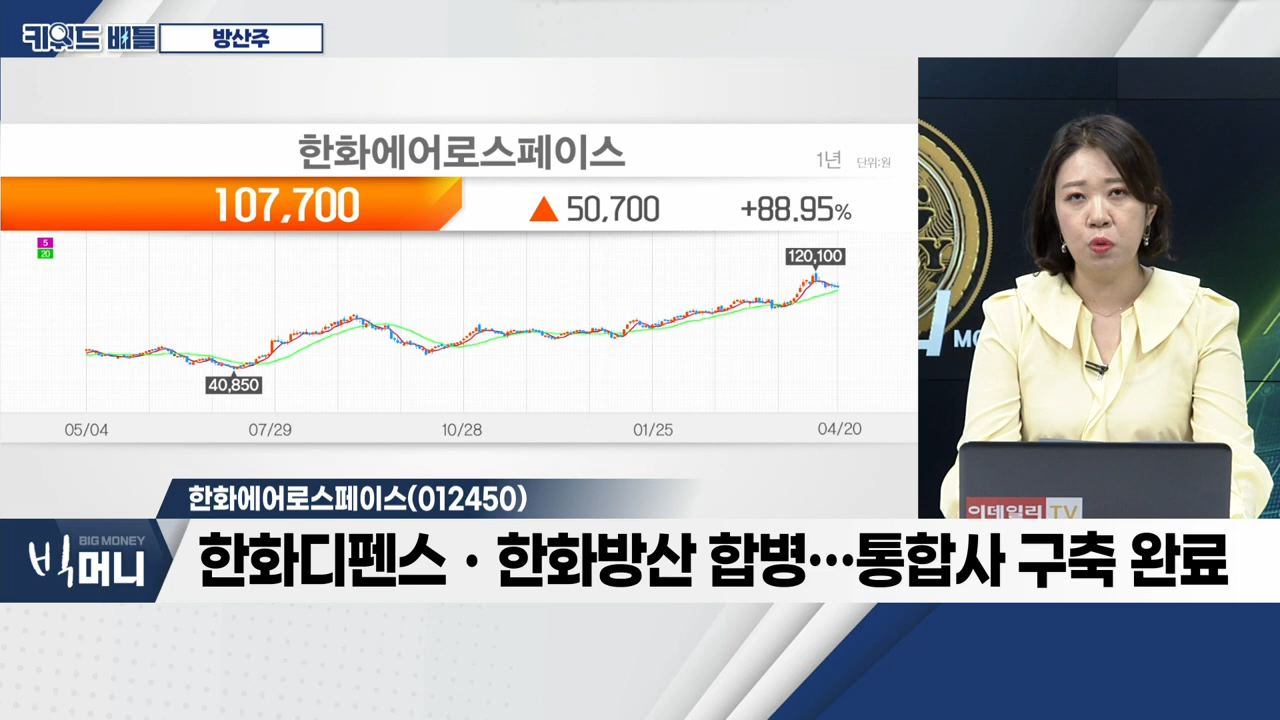 키워드 배틀
방산주
한화에어로스페이스
1년 단위:원
107,700 ▲ 50,700 +88.95%
5
20
120,100
40,850
05/04 07/29 10/28 01/25 04/20
MO
이데일리TV
한화에어로스페이스(012450)
BIG MONEY
빅머니
한화디펜스·한화방산 합병…통합사 구축 완료